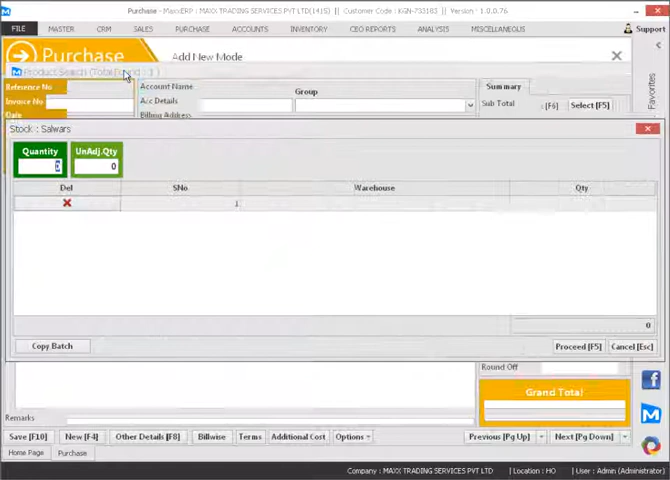 Purchase - MaxxERP : MAXX TRADING SERVICES PVT LTD(1415) || Customer Code : KGN-733183 || Version : 1.0.0.76
FILE MASTER CRM SALES PURCHASE ACCOUNTS INVENTORY CEO REPORTS ANALYSIS MISCELLANEOUS Support
Purchase Add New Mode
Product Search (Total
Reference No Account Name Group Summary
Invoice No Acc Details Sub Total : [F6] Select [F5]
Date Billing Address
Favorites
Stock : Salwars
Quantity UnAdj.Qty
0
Del SNo Warehouse Qty
1
0
Copy Batch Proceed [F5] Cancel [Esc]
Round Off
Grand Total
Remarks
Save [F10] New [F4] Other Details [F8] Billwise Terms Additional Cost Options Previous [Pg Up] Next [Pg Down]
Home Page Purchase
Company : MAXX TRADING SERVICES PVT LTD | Location : HO | User : Admin (Administrator)